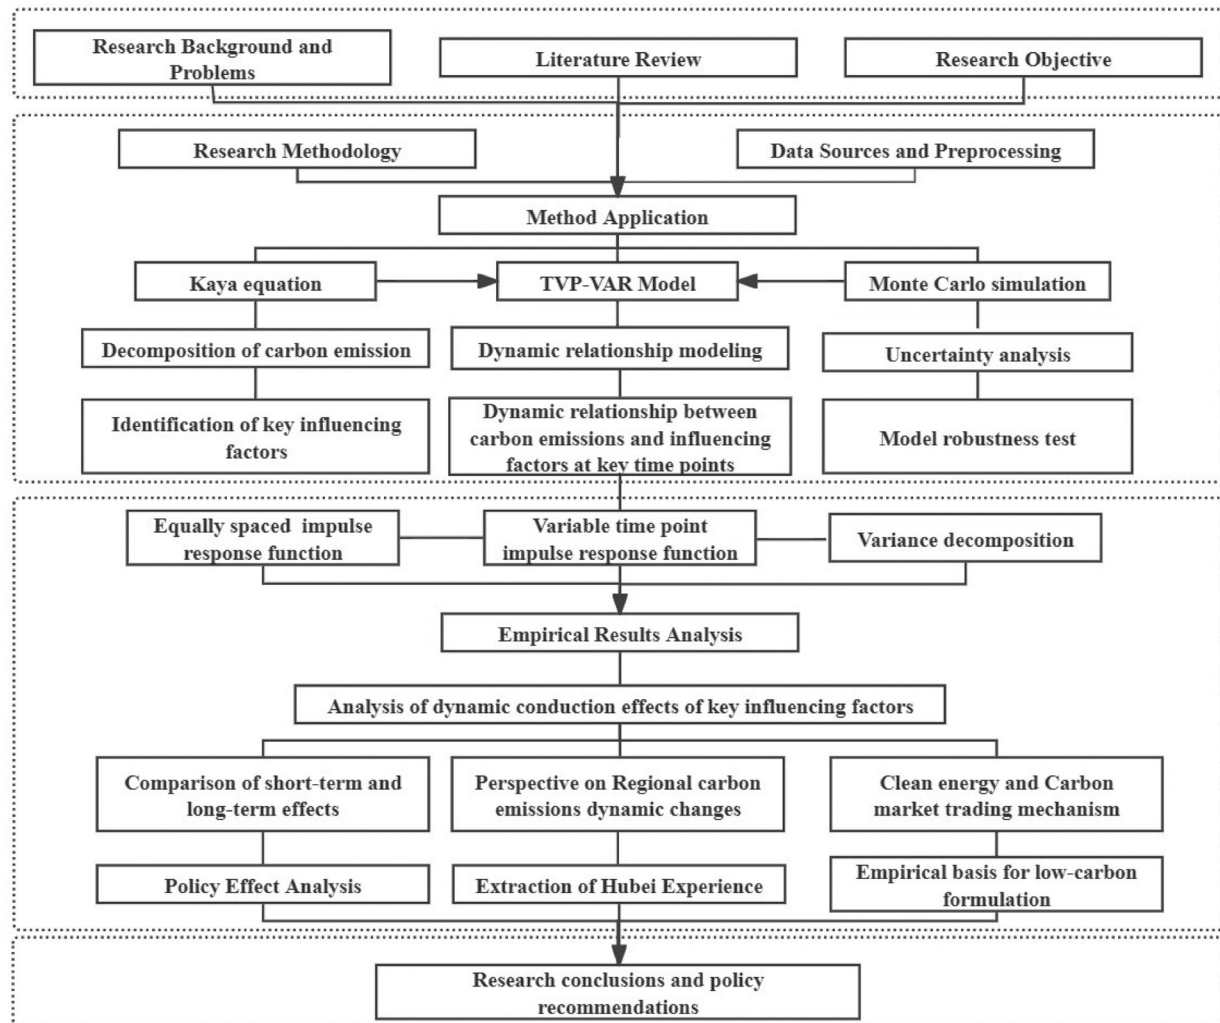 Research Background and
Problems
Literature Review
Research Objective
Research Methodology
Data Sources and Preprocessing
Method Application
Kaya equation
TVP-VAR Model
Monte Carlo simulation
Decomposition of carbon emission
Dynamic relationship modeling
Uncertainty analysis
Identification of key influencing
factors
Dynamic relationship between
carbon emissions and influencing
factors at key time points
Model robustness test
Equally spaced impulse
response function
Variable time point
impulse response function
Variance decomposition
Empirical Results Analysis
Analysis of dynamic conduction effects of key influencing factors
Comparison of short-term and
long-term effects
Perspective on Regional carbon
emissions dynamic changes
Clean energy and Carbon
market trading mechanism
Policy Effect Analysis
Extraction of Hubei Experience
Empirical basis for low-carbon
formulation
Research conclusions and policy
recommendations